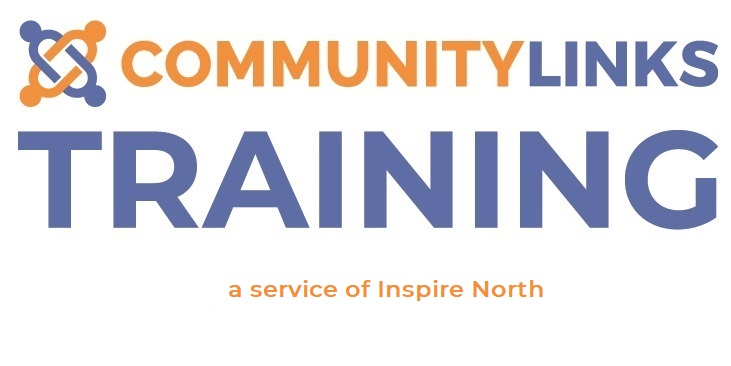 COMMUNITYLINKS
TRAINING
a service of Inspire North